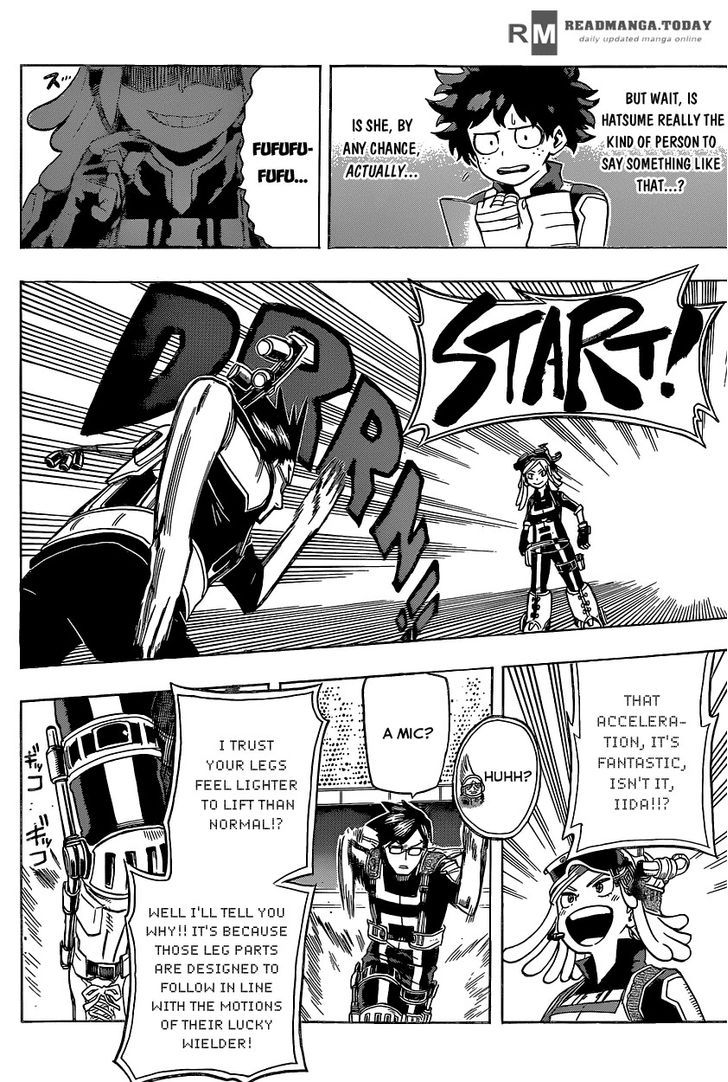 RM READMANGA.TODAY
daily updated manga online
BUT WAIT, IS
HATSUME REALLY THE
KIND OF PERSON TO
SAY SOMETHING LIKE
THAT...?
IS SHE, BY
ANY CHANCE,
ACTUALLY...
ス...
FUFUFU-
FUFU...
START!
DRRRN!!
THAT
ACCELERA-
TION, IT'S
FANTASTIC,
ISN'T IT,
IIDA!!?
HUHH?
A MIC?
I TRUST
YOUR LEGS
FEEL LIGHTER
TO LIFT THAN
NORMAL!?
WELL I'LL TELL YOU
WHY!! IT'S BECAUSE
THOSE LEG PARTS
ARE DESIGNED TO
FOLLOW IN LINE
WITH THE MOTIONS
OF THEIR LUCKY
WIELDER!
ギッコ
ギッコ